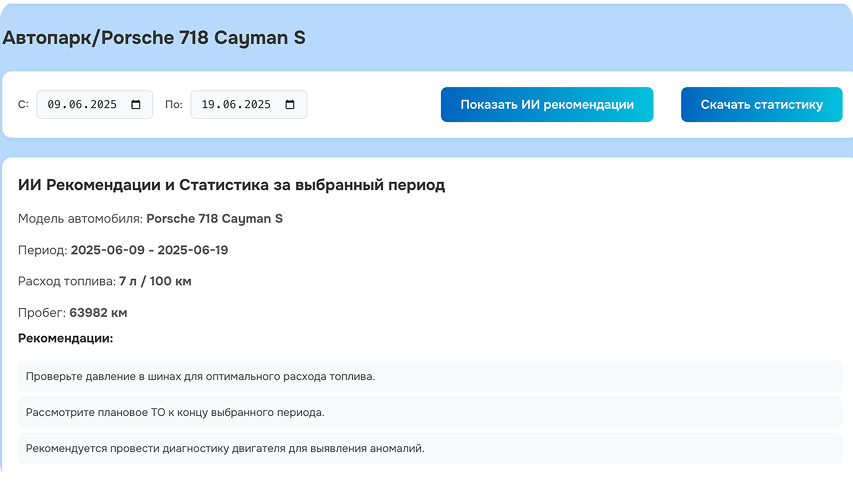 Автопарк/Porsche 718 Cayman S
С: 09.06.2025 По: 19.06.2025 Показать ИИ рекомендации Скачать статистику
ИИ Рекомендации и Статистика за выбранный период
Модель автомобиля: Porsche 718 Cayman S
Период: 2025-06-09 - 2025-06-19
Расход топлива: 7 л / 100 км
Пробег: 63982 км
Рекомендации:
Проверьте давление в шинах для оптимального расхода топлива.
Рассмотрите плановое ТО к концу выбранного периода.
Рекомендуется провести диагностику двигателя для выявления аномалий.